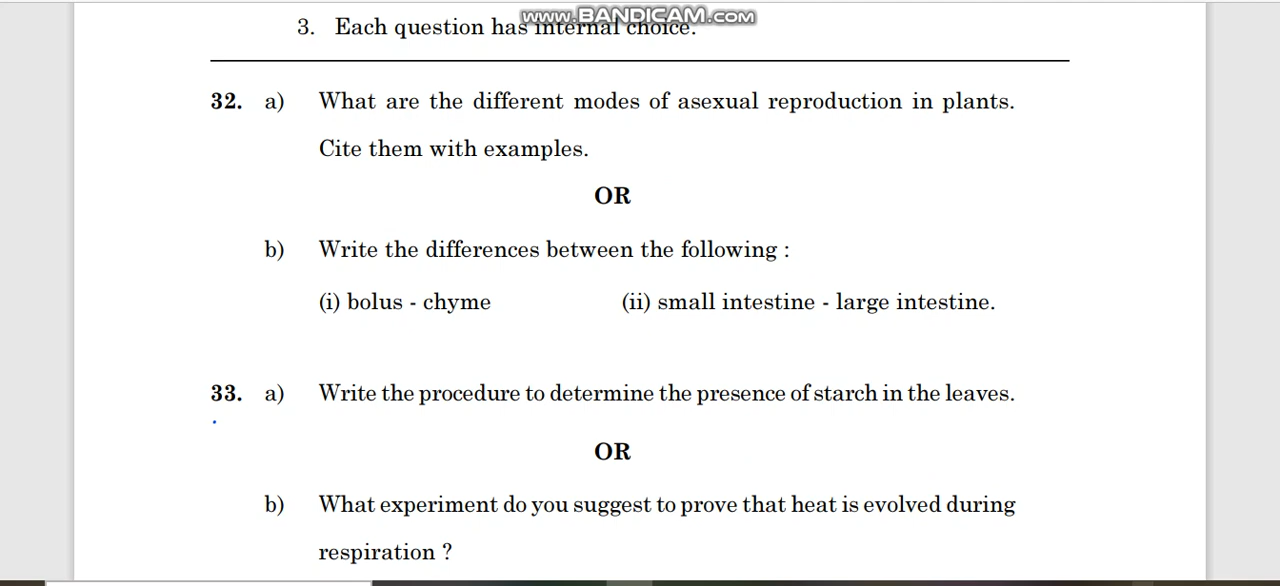 www.BANDICAM.COM
3. Each question has internal choice.
32. a) What are the different modes of asexual reproduction in plants.
Cite them with examples.
OR
b) Write the differences between the following :
(i) bolus - chyme (ii) small intestine - large intestine.
33. a) Write the procedure to determine the presence of starch in the leaves.
OR
b) What experiment do you suggest to prove that heat is evolved during
respiration ?